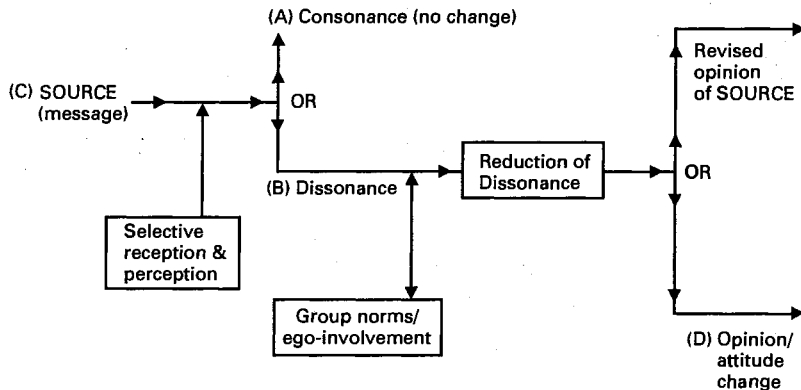 (A) Consonance (no change)
(C) SOURCE
(message)
OR
Revised
opinion
of SOURCE
(B) Dissonance
Reduction of
Dissonance
OR
Selective
reception &
perception
Group norms/
ego-involvement
(D) Opinion/
attitude
change